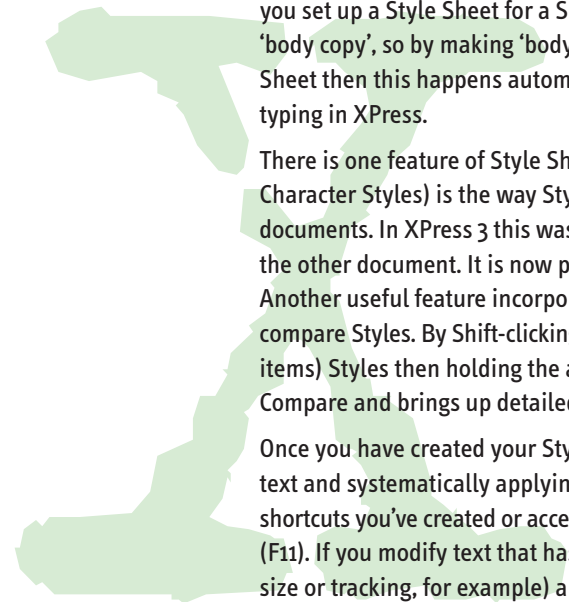 you set up a Style Sheet for a S
‘body copy’, so by making ‘body
Sheet then this happens autom
typing in XPress.
There is one feature of Style Sh
Character Styles) is the way Sty
documents. In XPress 3 this was
the other document. It is now p
Another useful feature incorpo
compare Styles. By Shift-clickin
items) Styles then holding the a
Compare and brings up detailed
Once you have created your Sty
text and systematically applyin
shortcuts you’ve created or acce
(F11). If you modify text that has
size or tracking, for example) a